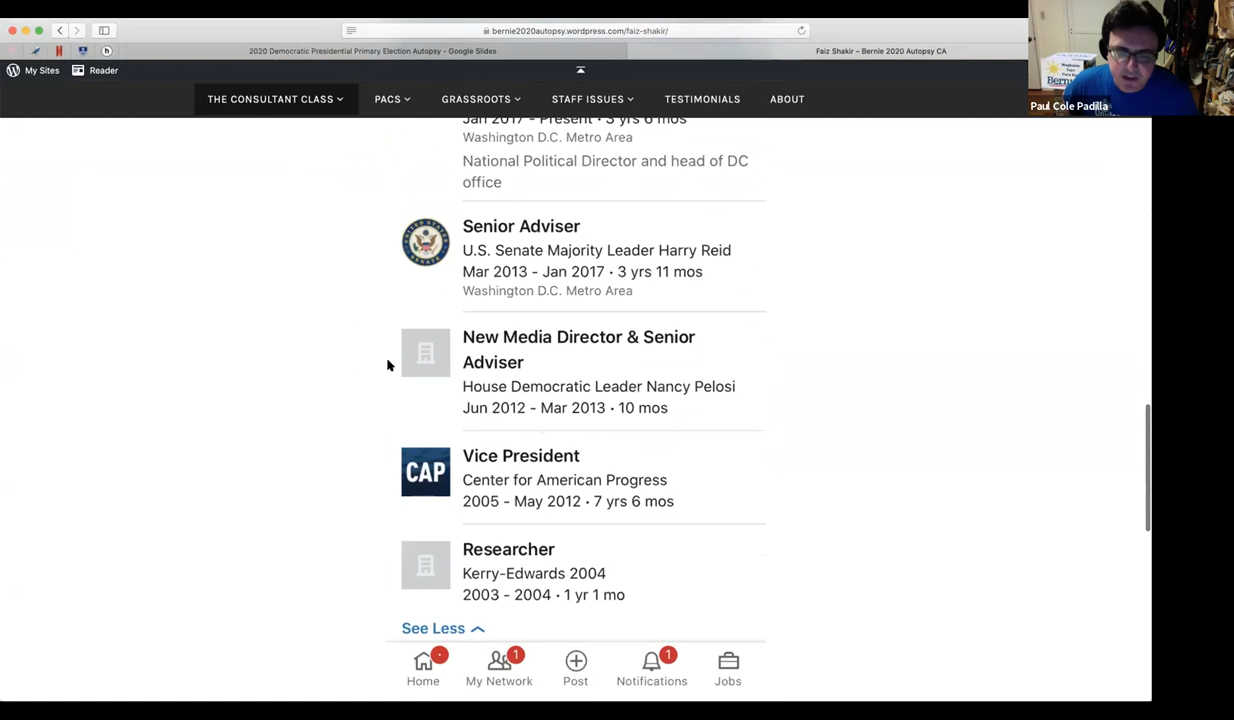 bernie2020autopsy.wordpress.com/faiz-shakir/
2020 Democratic Presidential Primary Election Autopsy - Google Slides
Faiz Shakir – Bernie 2020 Autopsy CA
My Sites
Reader
THE CONSULTANT CLASS
PACS
GRASSROOTS
STAFF ISSUES
TESTIMONIALS
ABOUT
Paul Cole Padilla
Jan 2017 - Present · 3 yrs 6 mos
Washington D.C. Metro Area
National Political Director and head of DC
office
Senior Adviser
U.S. Senate Majority Leader Harry Reid
Mar 2013 - Jan 2017 · 3 yrs 11 mos
Washington D.C. Metro Area
New Media Director & Senior
Adviser
House Democratic Leader Nancy Pelosi
Jun 2012 - Mar 2013 · 10 mos
CAP
Vice President
Center for American Progress
2005 - May 2012 · 7 yrs 6 mos
Researcher
Kerry-Edwards 2004
2003 - 2004 · 1 yr 1 mo
See Less
1
1
Home
My Network
Post
Notifications
Jobs